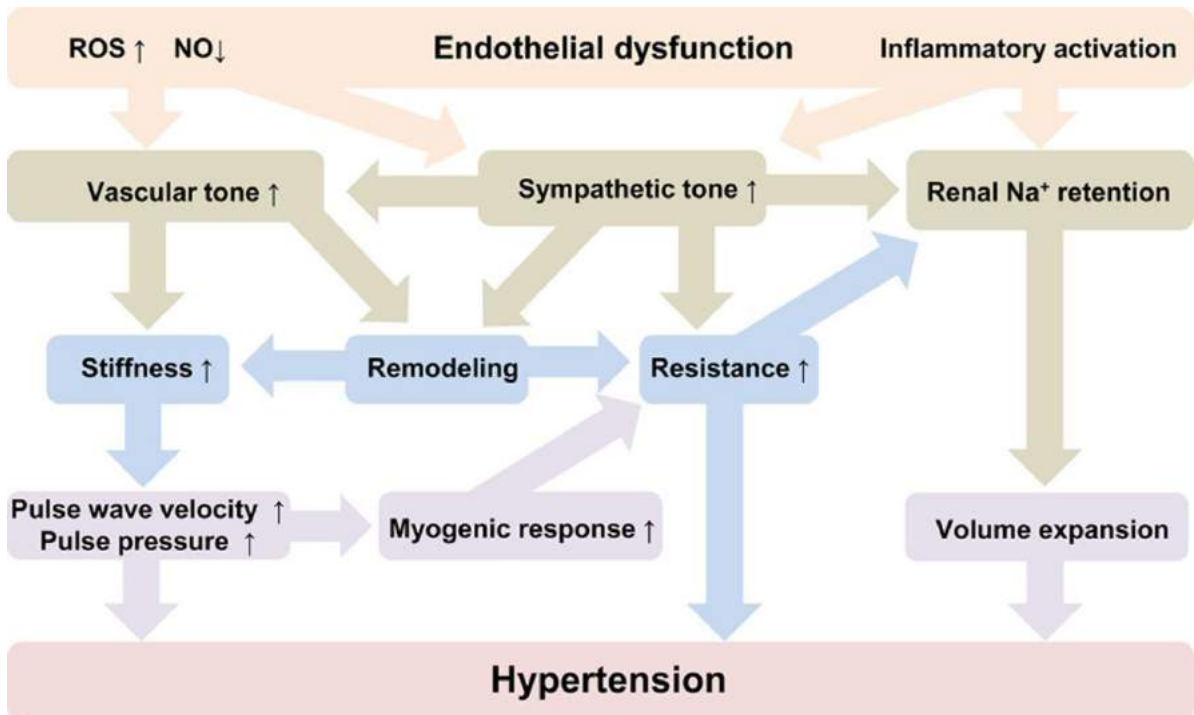 ROS ↑ NO↓ Endothelial dysfunction Inflammatory activation
Vascular tone ↑ Sympathetic tone ↑ Renal Na⁺ retention
Stiffness ↑ Remodeling Resistance ↑
Pulse wave velocity ↑
Pulse pressure ↑
Myogenic response ↑
Volume expansion
Hypertension